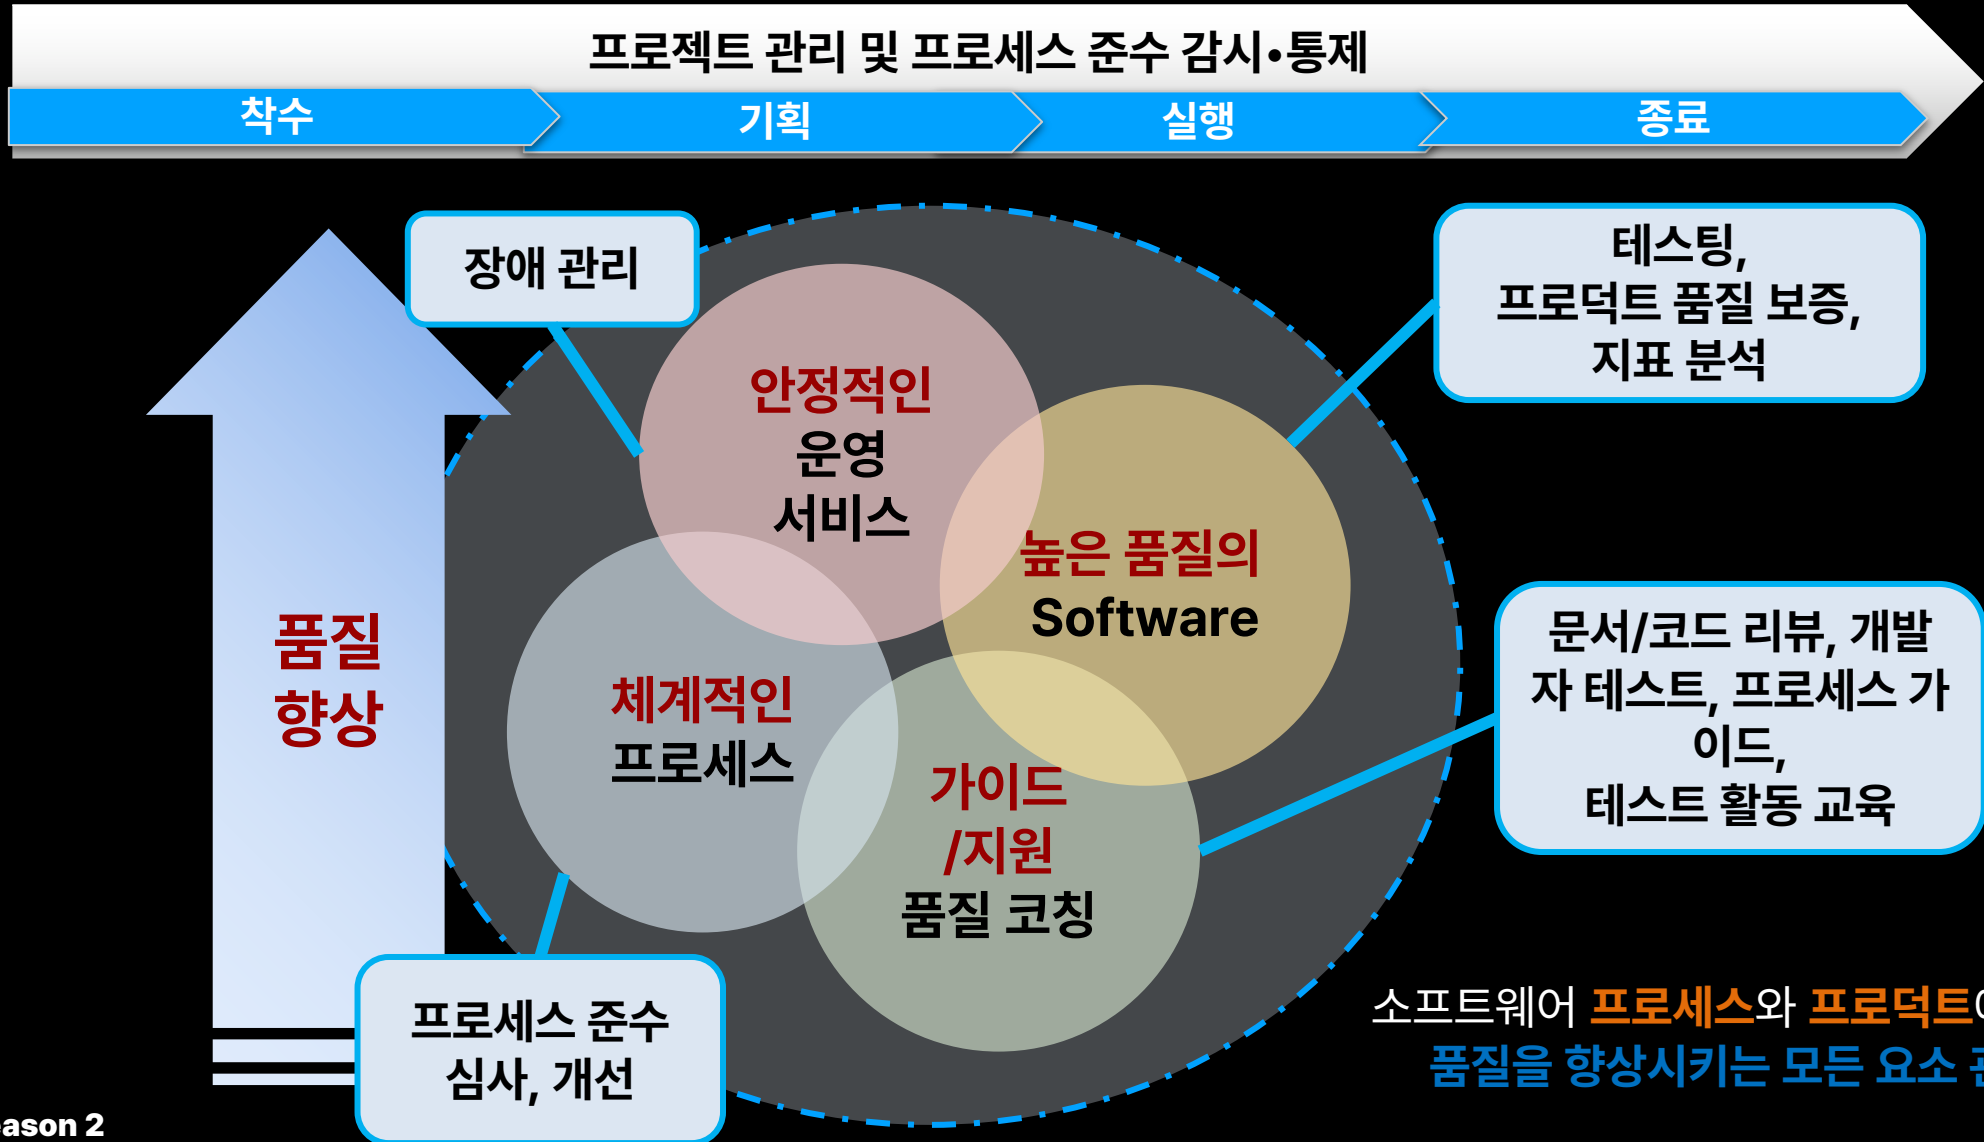 프로젝트 관리 및 프로세스 준수 감시•통제
착수
기획
실행
종료
장애 관리
테스팅,
프로덕트 품질 보증,
지표 분석
안정적인
운영
서비스
높은 품질의
Software
품질
향상
체계적인
프로세스
가이드
/지원
품질 코칭
문서/코드 리뷰, 개발
자 테스트, 프로세스 가
이드,
테스트 활동 교육
프로세스 준수
심사, 개선
소프트웨어 프로세스와 프로덕트
품질을 향상시키는 모든 요소
ason 2